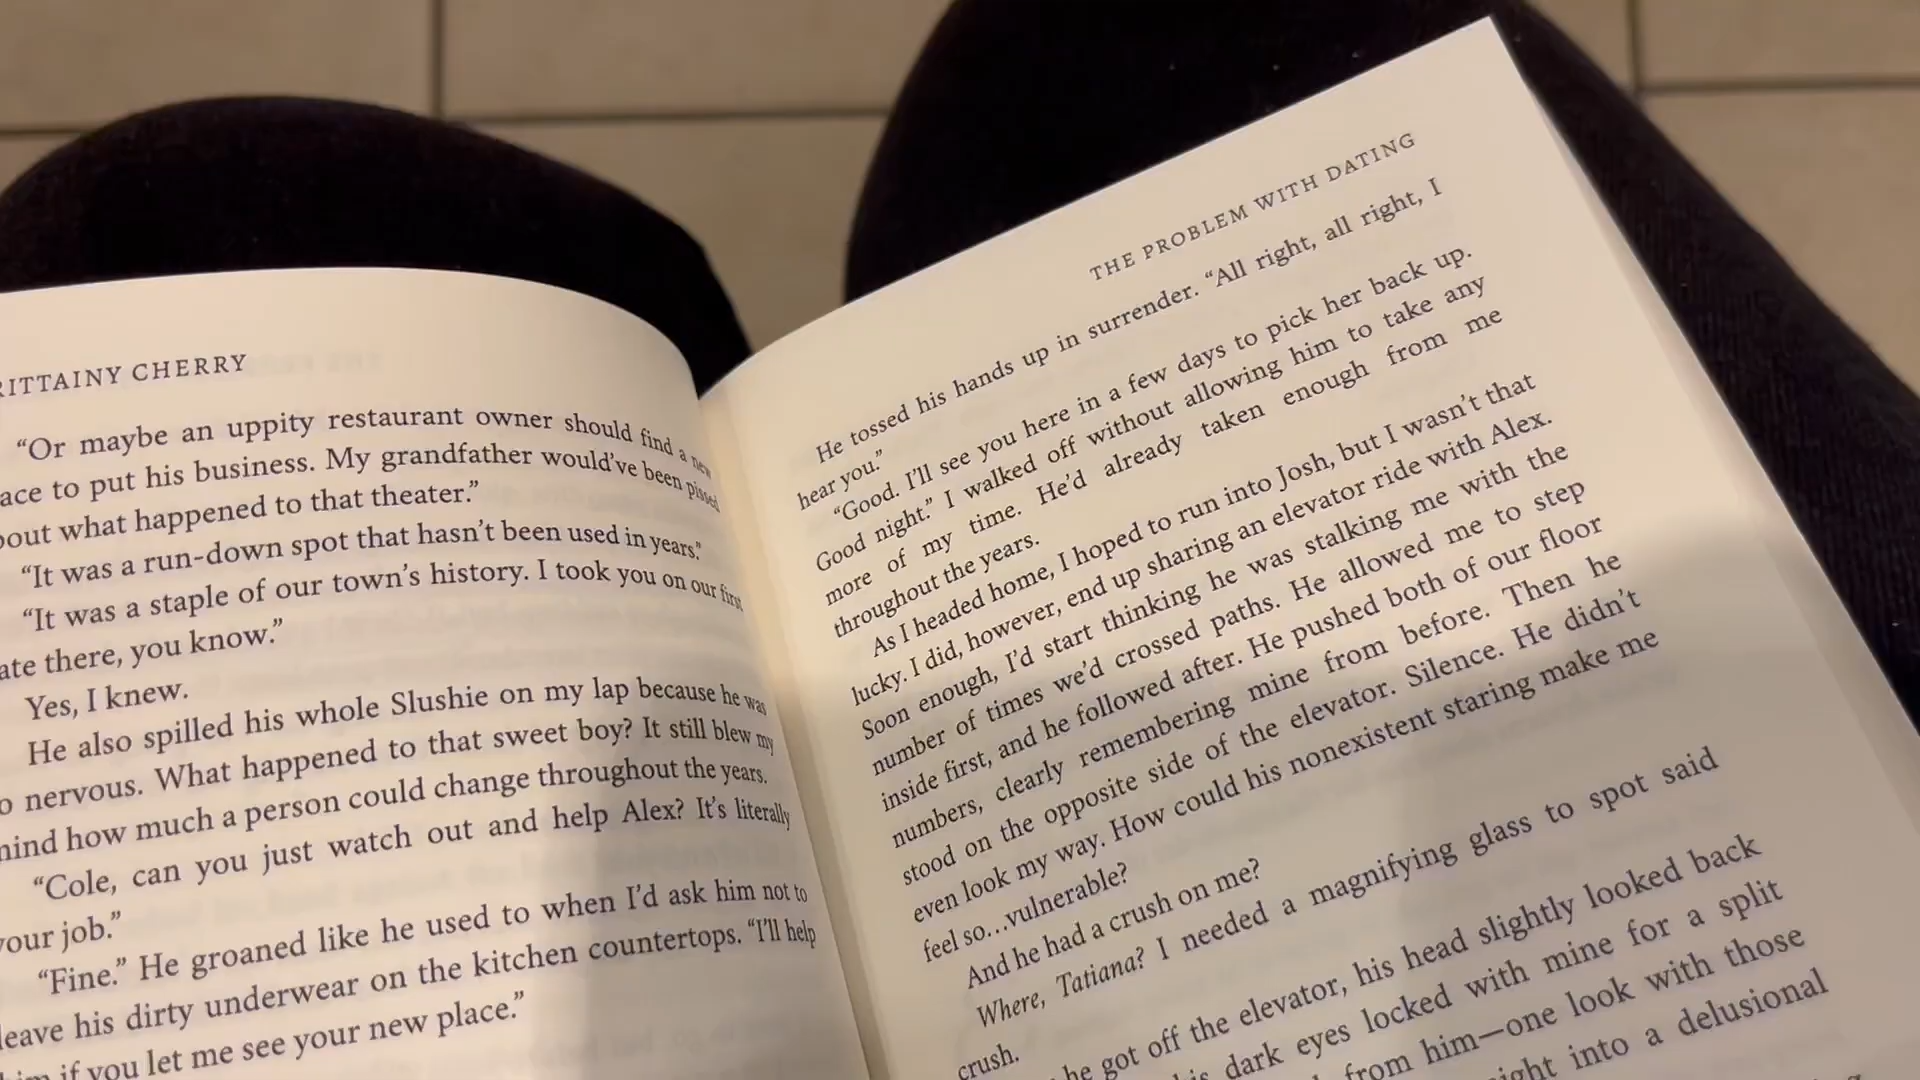 RITTAINY CHERRY
“Or maybe an uppity restaurant owner should find a new
ace to put his business. My grandfather would’ve been pissed
bout what happened to that theater.”
“It was a run-down spot that hasn’t been used in years.”
“It was a staple of our town’s history. I took you on our first
ate there, you know.”
Yes, I knew.
He also spilled his whole Slushie on my lap because he was
o nervous. What happened to that sweet boy? It still blew my
mind how much a person could change throughout the years.
“Cole, can you just watch out and help Alex? It’s literally
your job.”
“Fine.” He groaned like he used to when I’d ask him not to
leave his dirty underwear on the kitchen countertops. “I’ll help
him if you let me see your new place.”
THE PROBLEM WITH DATING
He tossed his hands up in surrender. “All right, all right, I
hear you.”
“Good. I’ll see you here in a few days to pick her back up.
Good night.” I walked off without allowing him to take any
more of my time. He’d already taken enough from me
throughout the years.
As I headed home, I hoped to run into Josh, but I wasn’t that
lucky. I did, however, end up sharing an elevator ride with Alex.
Soon enough, I’d start thinking he was stalking me with the
number of times we’d crossed paths. He allowed me to step
inside first, and he followed after. He pushed both of our floor
numbers, clearly remembering mine from before. Then he
stood on the opposite side of the elevator. Silence. He didn’t
even look my way. How could his nonexistent staring make me
feel so…vulnerable?
And he had a crush on me?
Where, Tatiana? I needed a magnifying glass to spot said
crush.
he got off the elevator, his head slightly looked back
dark eyes locked with mine for a split
from him—one look with those
into a delusional